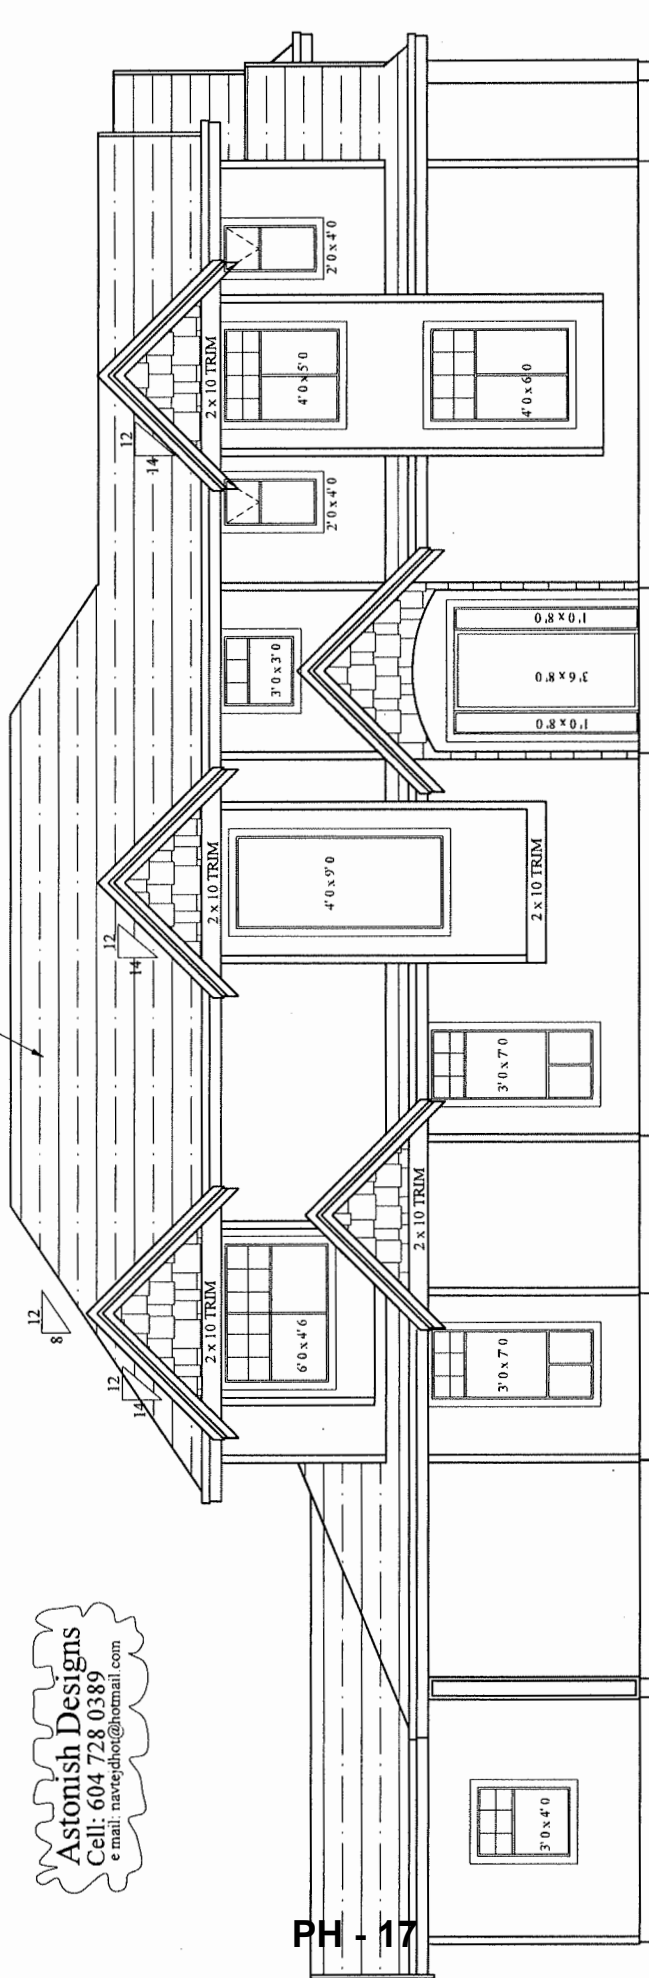 Astonish Designs
Cell: 604 728 0389
e mail: navtejdhot@hotmail.com
12
8
12
14
2 x 10 TRIM
6'0 x 4'6
3'0 x 4'0
3'0 x 7'0
2 x 10 TRIM
3'0 x 7'0
12
14
2 x 10 TRIM
4'0 x 9'0
2 x 10 TRIM
3'0 x 3'0
1'0 x 8'0
3'6 x 8'0
1'0 x 8'0
2'0 x 4'0
12
14
2 x 10 TRIM
4'0 x 5'0
4'0 x 6'0
2'0 x 4'0
PH - 17